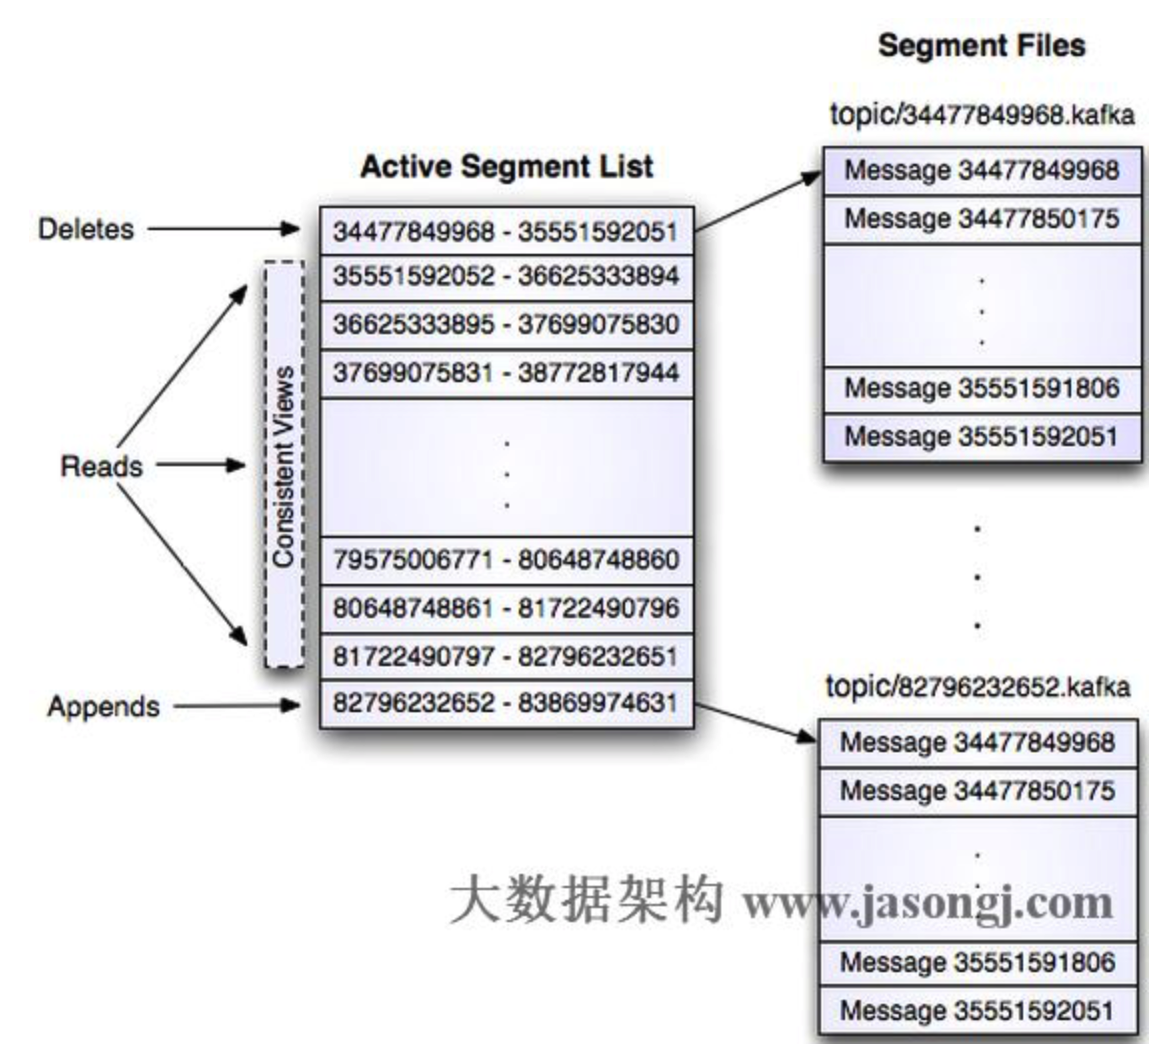 Segment Files
topic/34477849968.kafka
Message 34477849968
Message 34477850175
Message 35551591806
Message 35551592051
Active Segment List
Deletes
34477849968 - 35551592051
35551592052 - 36625333894
36625333895 - 37699075830
37699075831 - 38772817944
Reads
Consistent Views
79575006771 - 80648748860
80648748861 - 81722490796
81722490797 - 82796232651
Appends
82796232652 - 83869974631
topic/82796232652.kafka
Message 34477849968
Message 34477850175
大数据架构 www.jasongj.com
Message 35551591806
Message 35551592051